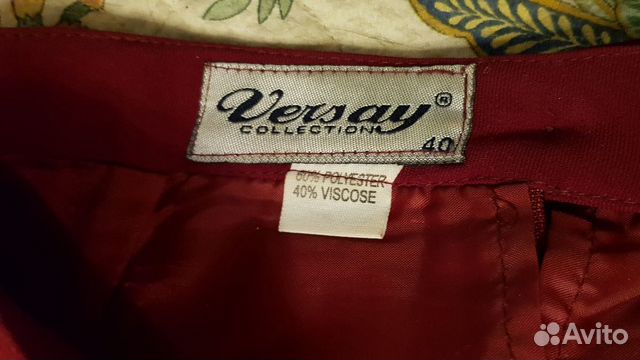 Versay®
COLLECTION
40
60% POLYESTER
40% VISCOSE
Avito